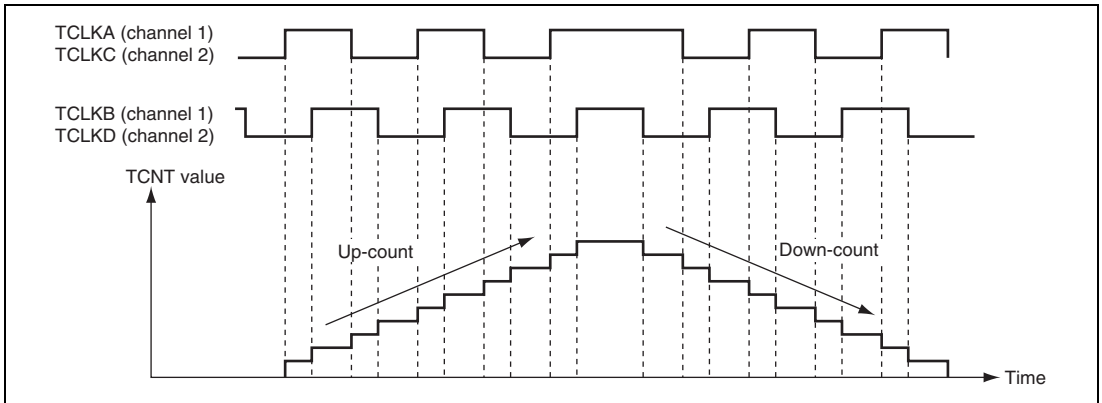 TCLKA (channel 1)
TCLKC (channel 2)
TCLKB (channel 1)
TCLKD (channel 2)
TCNT value
Up-count
Down-count
Time